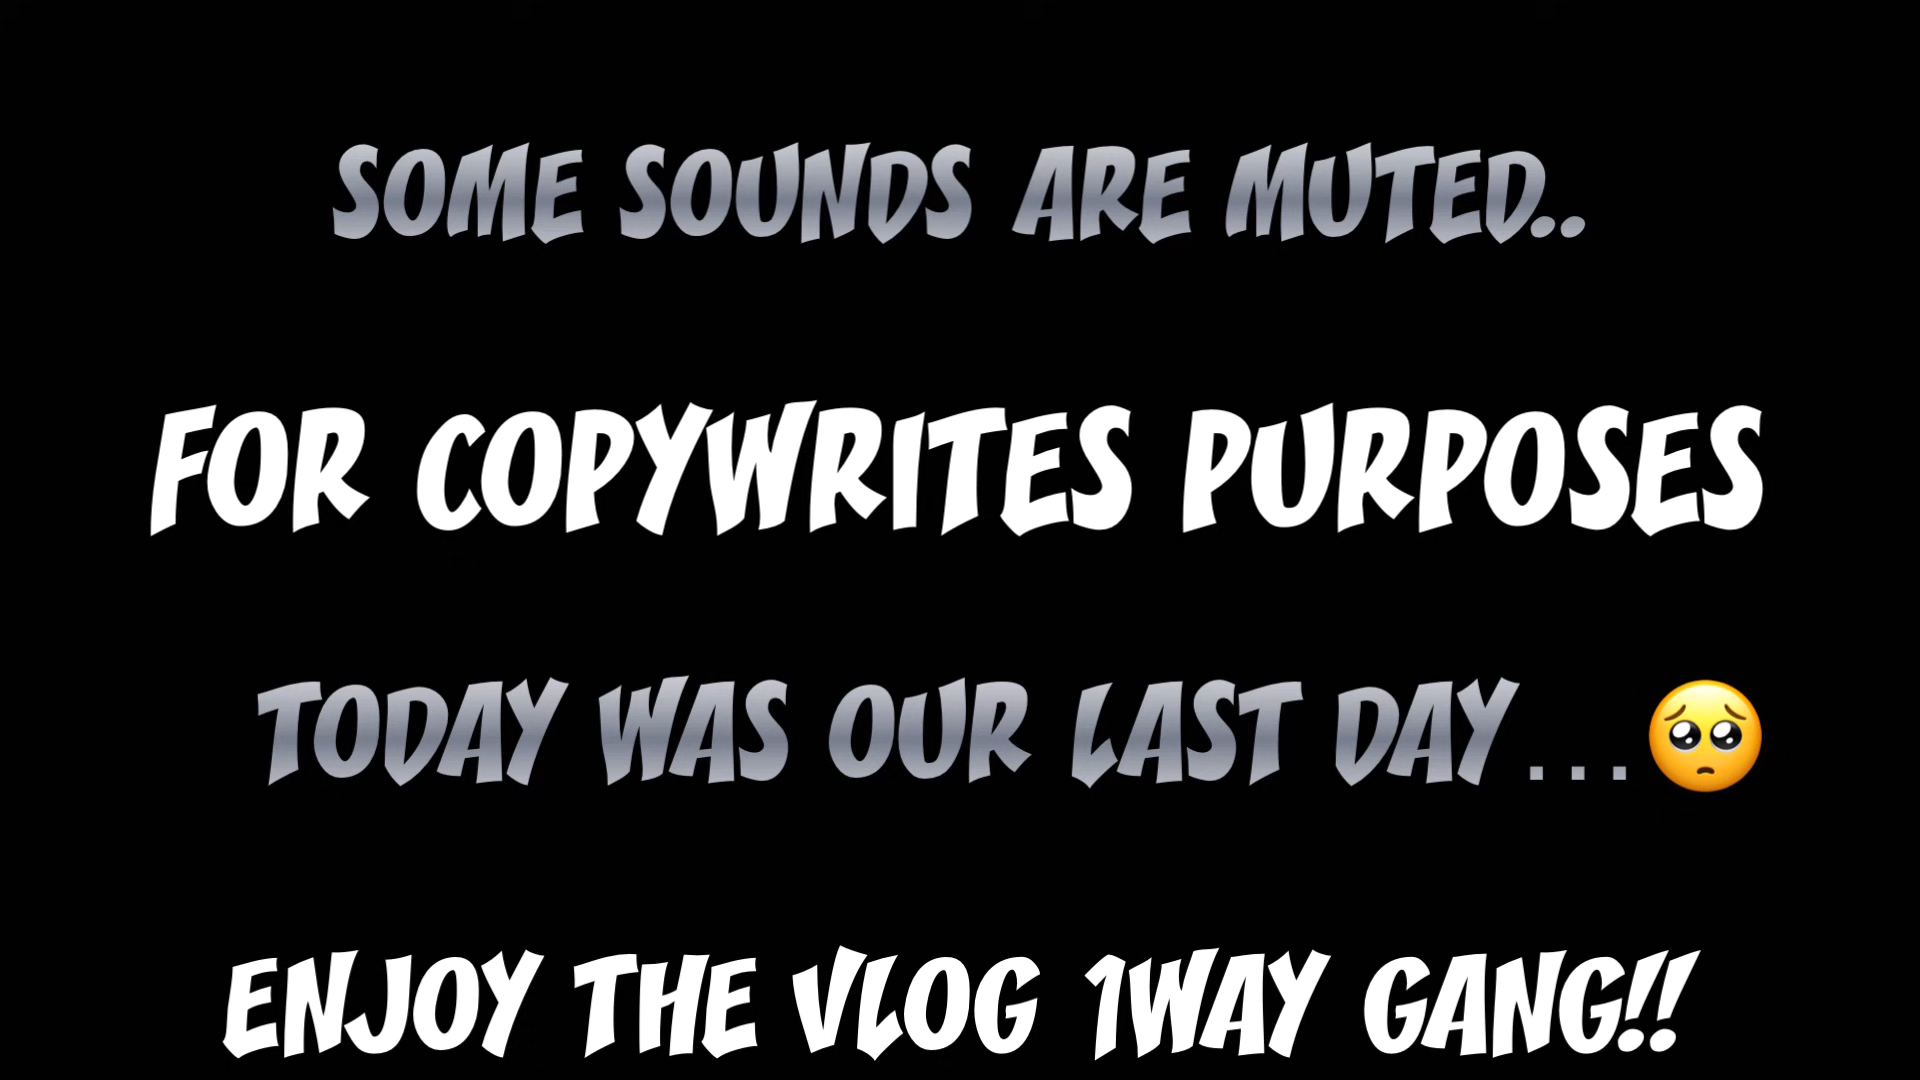 SOME SOUNDS ARE MUTED..
FOR COPYWRITES PURPOSES
TODAY WAS OUR LAST DAY...🥺
ENJOY THE VLOG 1WAY GANG!!